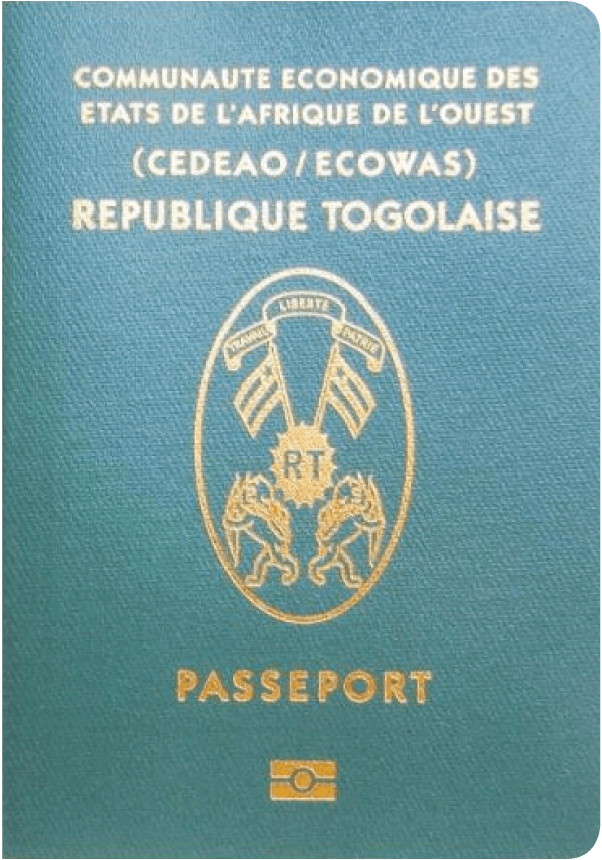 COMMUNAUTE ECONOMIQUE DES
ETATS DE L'AFRIQUE DE L'OUEST
(CEDEAO / ECOWAS)
REPUBLIQUE TOGOLAISE
TRAVAIL LIBERTE PATRIE
RT
PASSEPORT